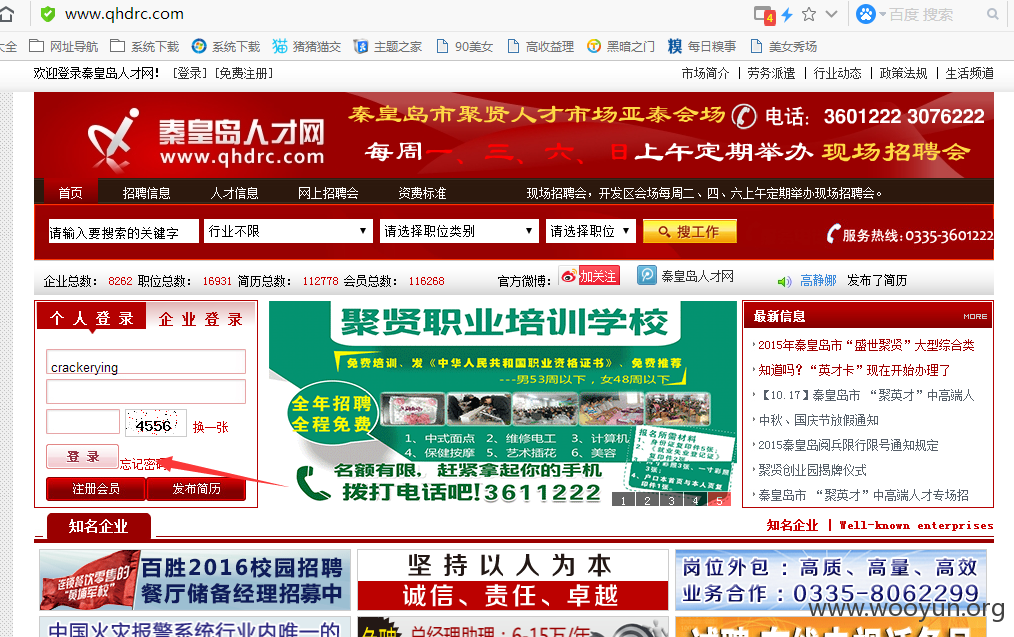 www.qhdrc.com
4
百度 搜索
大全 网址导航 系统下载 系统下载 猪猪猫交 主题之家 90美女 高收益理 黑暗之门 每日糗事 美女秀场
欢迎登录秦皇岛人才网！ [登录] [免费注册]
市场简介 | 劳务派遣 | 行业动态 | 政策法规 | 生活频道
秦皇岛人才网
www.qhdrc.com
秦皇岛市聚贤人才市场亚泰会场 电话: 3601222 3076222
每周一、三、六、日上午定期举办 现场招聘会
首页 招聘信息 人才信息 网上招聘会 资费标准 现场招聘会，开发区会场每周二、四、六上午定期举办现场招聘会。
请输入要搜索的关键字 行业不限 请选择职位类别 请选择职位 搜工作
服务热线: 0335-3601222
企业总数: 8262 职位总数: 16931 简历总数: 112778 会员总数: 116268
官方微博: 加关注 秦皇岛人才网 高静娜 发布了简历
个人登录 企业登录
crackerying
4556 换一张
登 录 忘记密码
注册会员 发布简历
聚贤职业培训学校
免费培训、发《中华人民共和国职业资格证书》、免费推荐
---男53周以下，女48周以下
全年招聘
全程免费
1、中式面点 2、维修电工 3、计算机
4、保健按摩 5、艺术插花 6、美容
报名所需材料
名额有限，赶紧拿起你的手机
拨打电话吧!3611222
1 2 3 4 5
最新信息 MORE
2015年秦皇岛市“盛世聚贤”大型综合类
知道吗？“英才卡”现在开始办理了
【10.17】秦皇岛市 “聚英才”中高端人
中秋、国庆节放假通知
2015秦皇岛阅兵限行限号通知规定
聚贤创业园揭牌仪式
秦皇岛市 “聚英才”中高端人才专场招
知名企业
知名企业 | Well-known enterprises
连锁餐饮零售的
“黄埔军校”
百胜2016校园招聘
餐厅储备经理招募中
坚持以人为本
诚信、责任、卓越
岗位外包：高质、高量、高效
业务合作：0335-8062299
www.wooyun.org
中国火灾报警系统行业内唯一的
总经理助理：6-15万/年